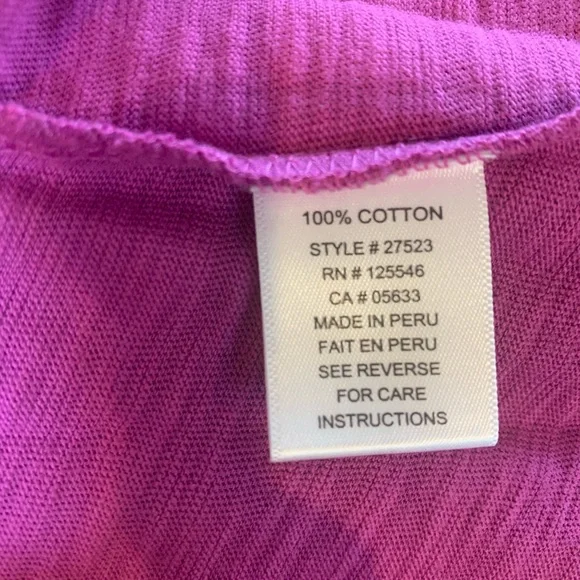 100% COTTON
STYLE # 27523
RN # 125546
CA # 05633
MADE IN PERU
FAIT EN PERU
SEE REVERSE
FOR CARE
INSTRUCTIONS